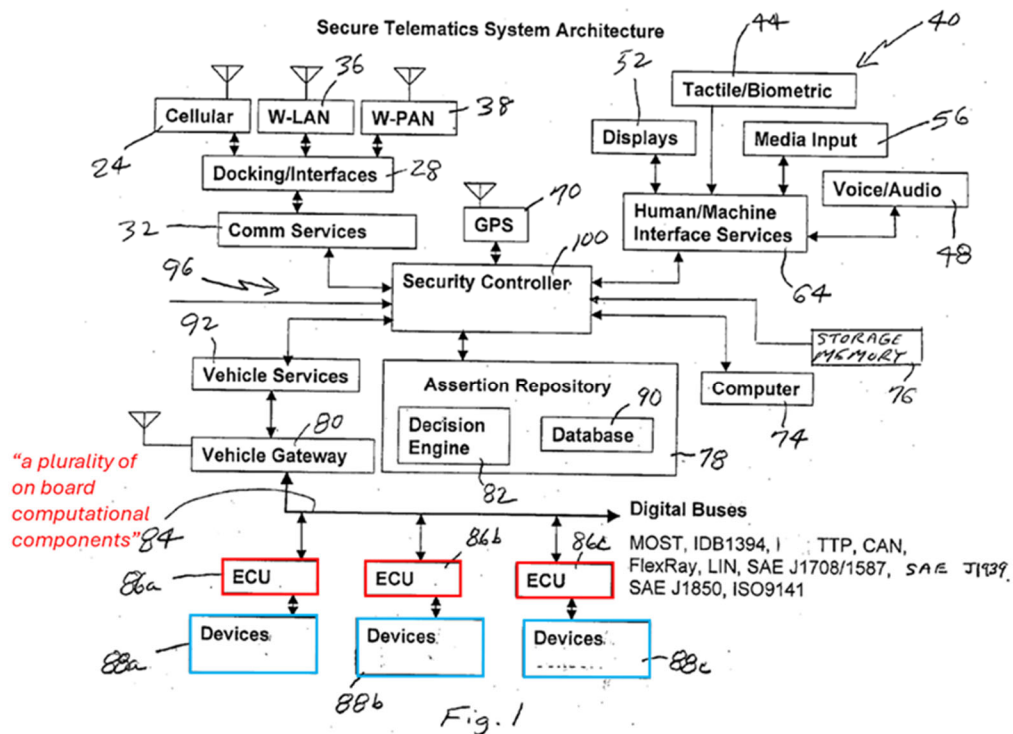 Secure Telematics System Architecture
44
40
36
52
Tactile/Biometric
Cellular
W-LAN
W-PAN
38
56
Displays
Media Input
24
Docking/Interfaces
28
70
Voice/Audio
32
Comm Services
GPS
Human/Machine
Interface Services
100
48
96
Security Controller
64
92
STORAGE
MEMORY
Vehicle Services
Assertion Repository
Computer
76
80
90
74
Decision
Engine
Database
Vehicle Gateway
82
78
"a plurality of
on board
computational
components"
84
Digital Buses
86b
86c
MOST, IDB1394, I TTP, CAN,
FlexRay, LIN, SAE J1708/1587, SAE J1939
SAE J1850, ISO9141
86a
ECU
ECU
ECU
Devices
Devices
Devices
88a
88b
88c
Fig. 1